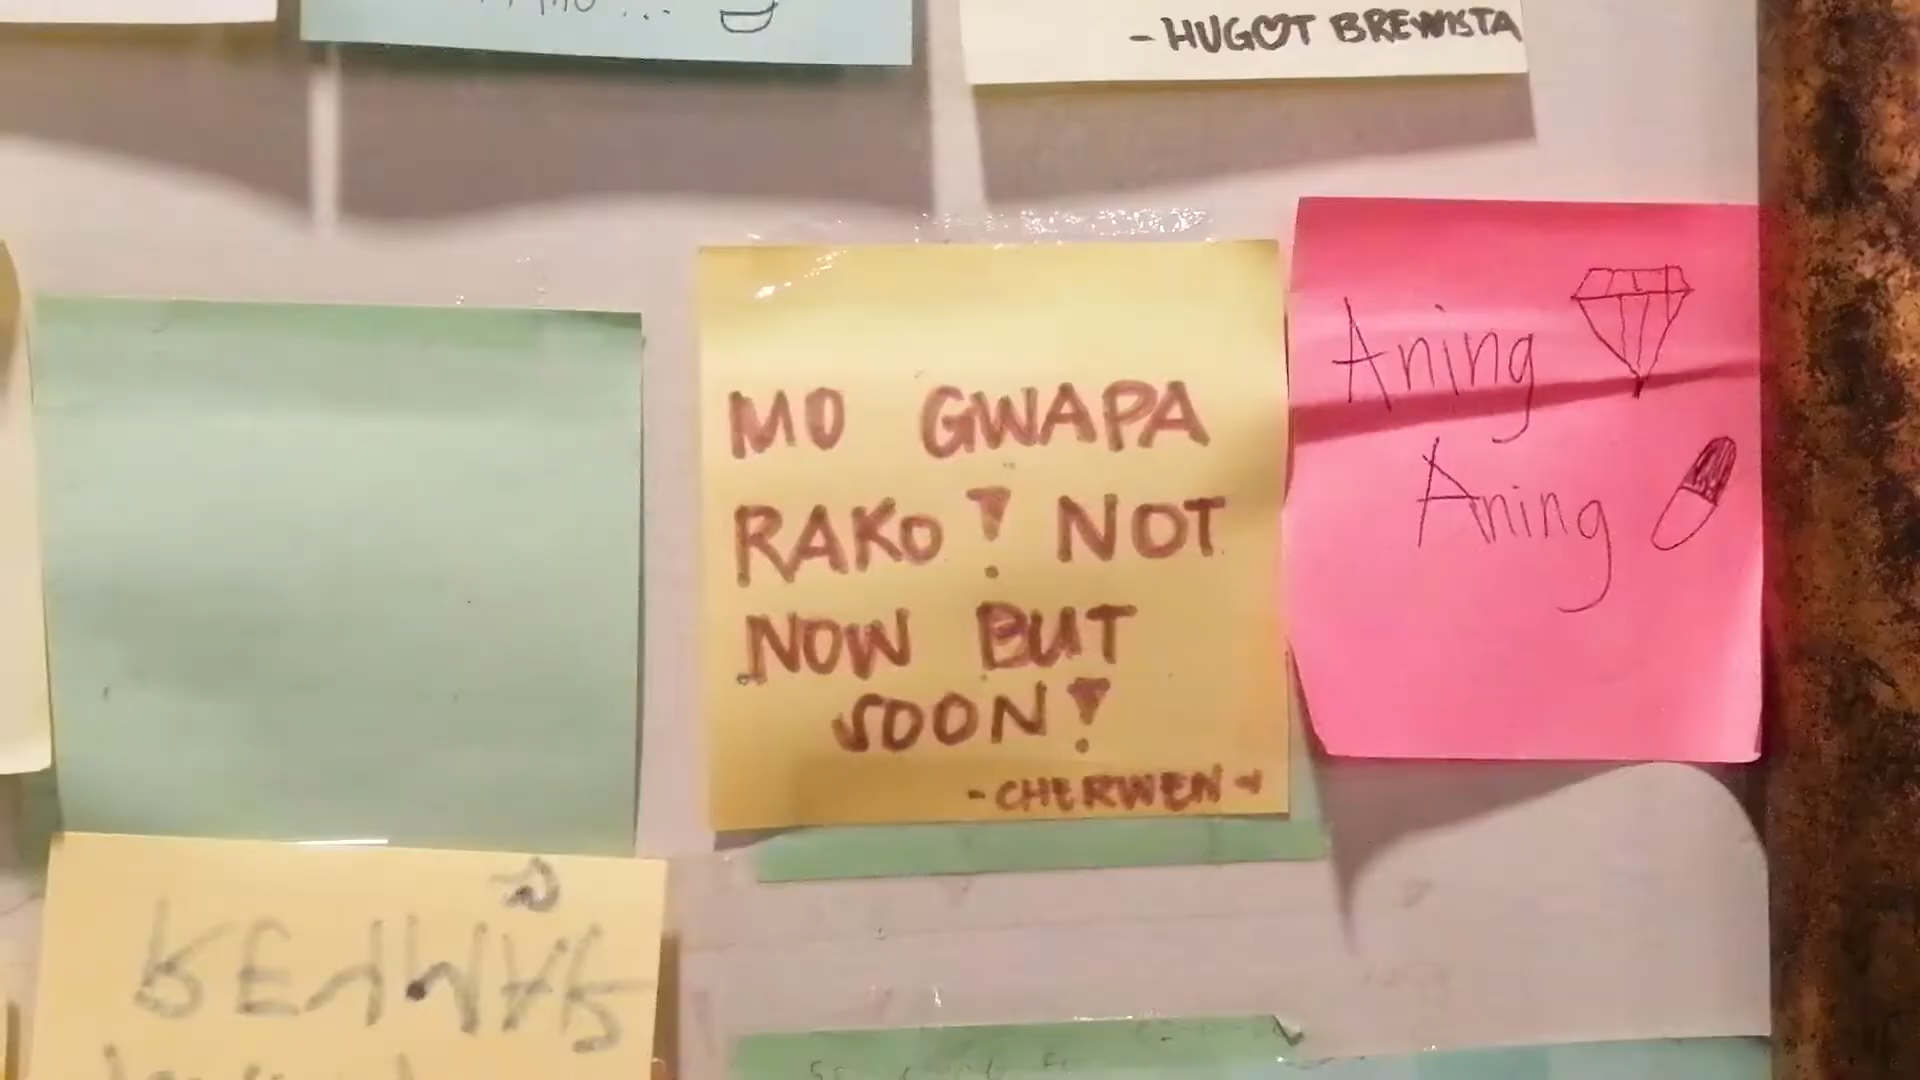 -HUGOT BREWISTA
MO GWAPA
RAKO! NOT
NOW BUT
SOON!
-CHERWEN
Aning
Aning